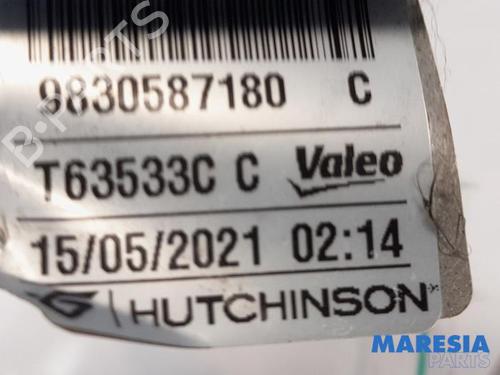 9830587180 C
T63533C C Valeo
15/05/2021 02:14
HUTCHINSON
B-PARTS
MARESIA
PARTS